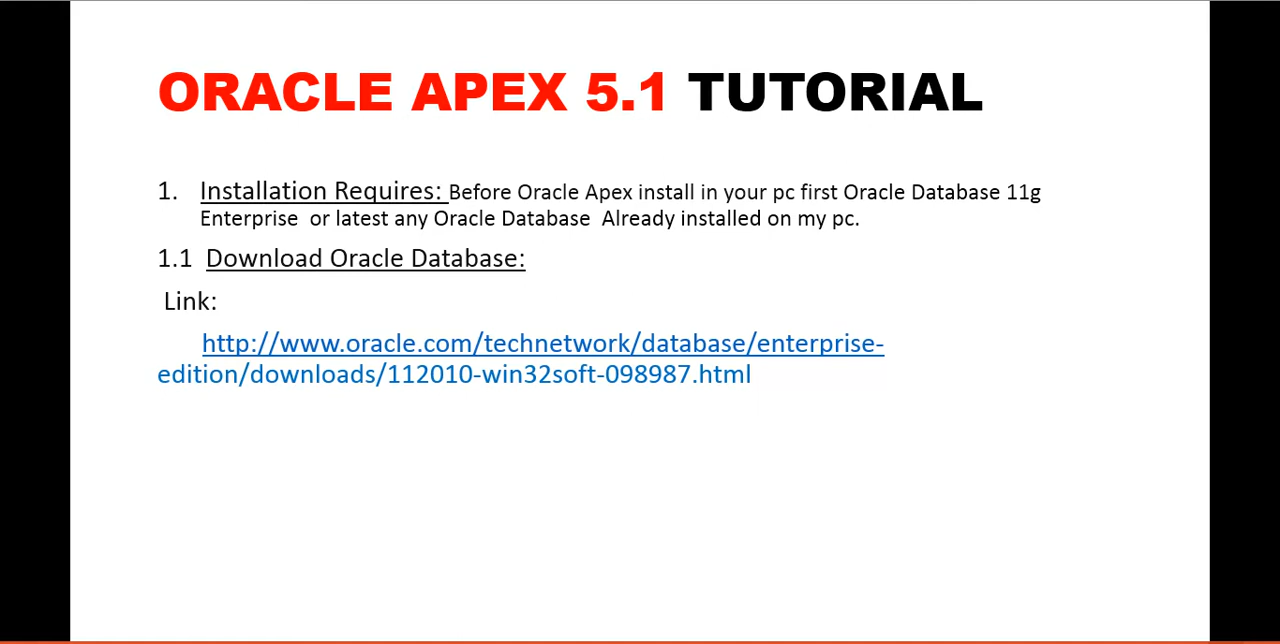 ORACLE APEX 5.1 TUTORIAL
1. Installation Requires: Before Oracle Apex install in your pc first Oracle Database 11g
Enterprise or latest any Oracle Database Already installed on my pc.
1.1 Download Oracle Database:
Link:
http://www.oracle.com/technetwork/database/enterprise-
edition/downloads/112010-win32soft-098987.html